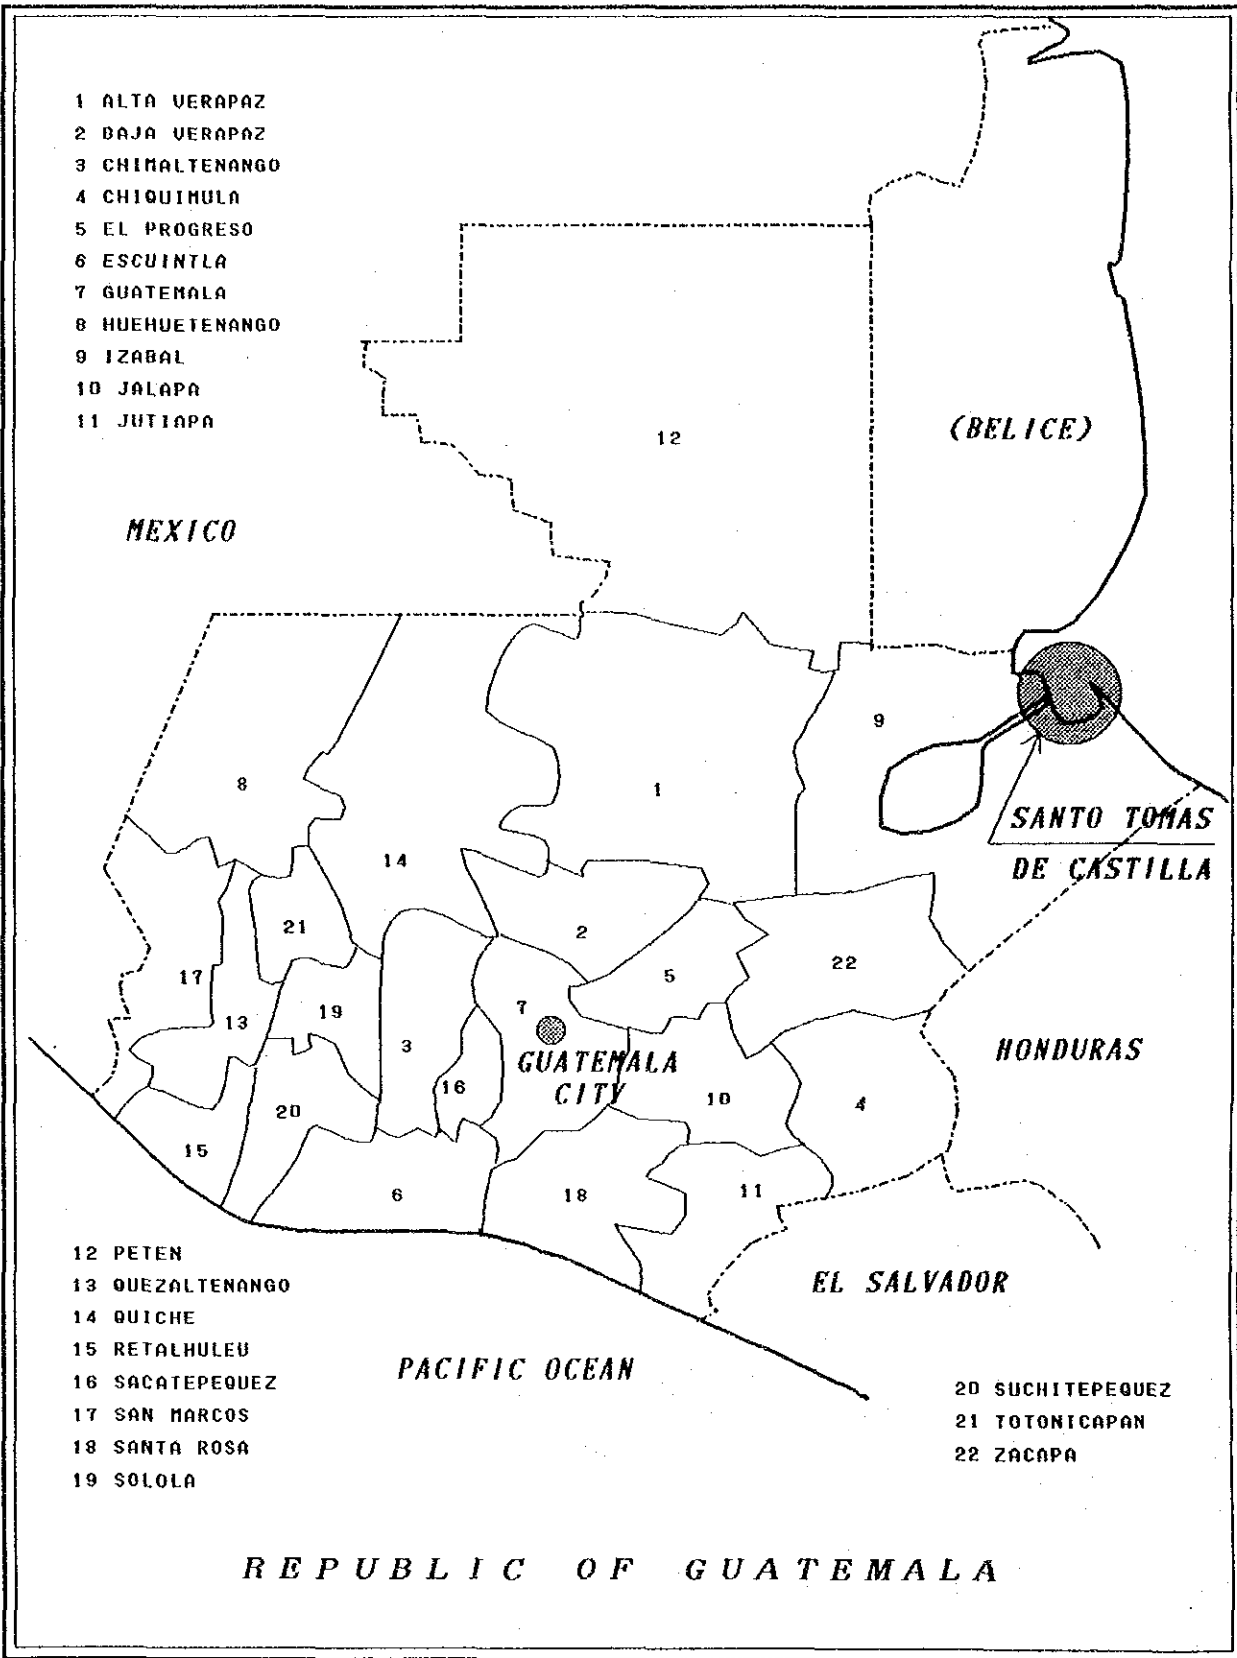 1 ALTA VERAPAZ
2 BAJA VERAPAZ
3 CHIMALTENANGO
4 CHIQUIMULA
5 EL PROGRESO
6 ESCUINTLA
7 GUATEMALA
8 HUEHUETENANGO
9 IZABAL
10 JALAPA
11 JUTIAPA
12
(BELICE)
MEXICO
9
8
1
SANTO TOMAS
DE CASTILLA
14
21
2
22
5
17
7
19
13
3
GUATEMALA
CITY
HONDURAS
16
10
4
20
15
6
18
11
12 PETEN
13 QUEZALTENANGO
14 QUICHE
15 RETALHULEU
16 SACATEPEQUEZ
17 SAN MARCOS
18 SANTA ROSA
19 SOLOLA
EL SALVADOR
PACIFIC OCEAN
20 SUCHITEPEQUEZ
21 TOTONICAPAN
22 ZACAPA
REPUBLIC OF GUATEMALA